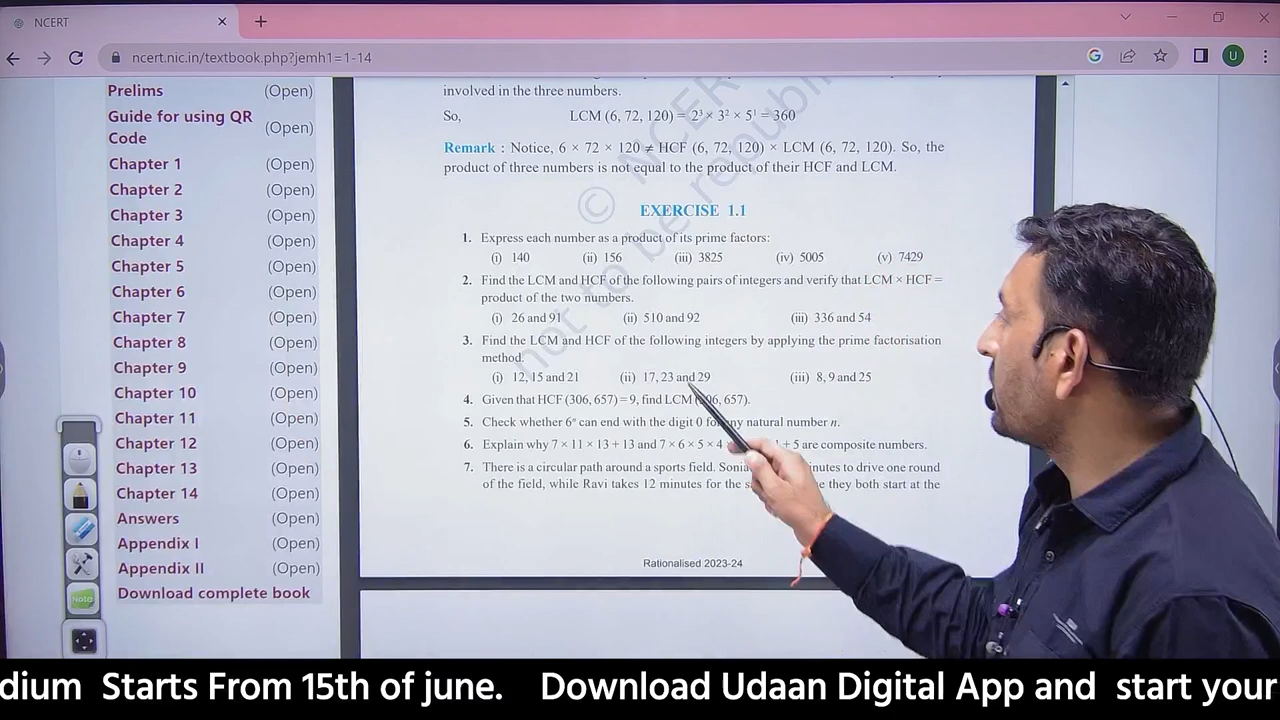 NCERT
ncert.nic.in/textbook.php?jemh1=1-14
U
Prelims (Open)
Guide for using QR
Code (Open)
Chapter 1 (Open)
Chapter 2 (Open)
Chapter 3 (Open)
Chapter 4 (Open)
Chapter 5 (Open)
Chapter 6 (Open)
Chapter 7 (Open)
Chapter 8 (Open)
Chapter 9 (Open)
Chapter 10 (Open)
Chapter 11 (Open)
Chapter 12 (Open)
Chapter 13 (Open)
Chapter 14 (Open)
Answers (Open)
Appendix I (Open)
Appendix II (Open)
Download complete book
Note
involved in the three numbers.
So, LCM (6, 72, 120) = 2³ × 3² × 5¹ = 360
Remark : Notice, 6 × 72 × 120 ≠ HCF (6, 72, 120) × LCM (6, 72, 120). So, the
product of three numbers is not equal to the product of their HCF and LCM.
© NCER
not to be republi
EXERCISE 1.1
1. Express each number as a product of its prime factors:
(i) 140 (ii) 156 (iii) 3825 (iv) 5005 (v) 7429
2. Find the LCM and HCF of the following pairs of integers and verify that LCM × HCF =
product of the two numbers.
(i) 26 and 91 (ii) 510 and 92 (iii) 336 and 54
3. Find the LCM and HCF of the following integers by applying the prime factorisation
method.
(i) 12, 15 and 21 (ii) 17, 23 and 29 (iii) 8, 9 and 25
4. Given that HCF (306, 657) = 9, find LCM ( 06, 657).
5. Check whether 6ⁿ can end with the digit 0 for ny natural number n.
6. Explain why 7 × 11 × 13 + 13 and 7 × 6 × 5 × 4 1 + 5 are composite numbers.
7. There is a circular path around a sports field. Sonia inutes to drive one round
of the field, while Ravi takes 12 minutes for the s e they both start at the
Rationalised 2023-24
dium Starts From 15th of june. Download Udaan Digital App and start your